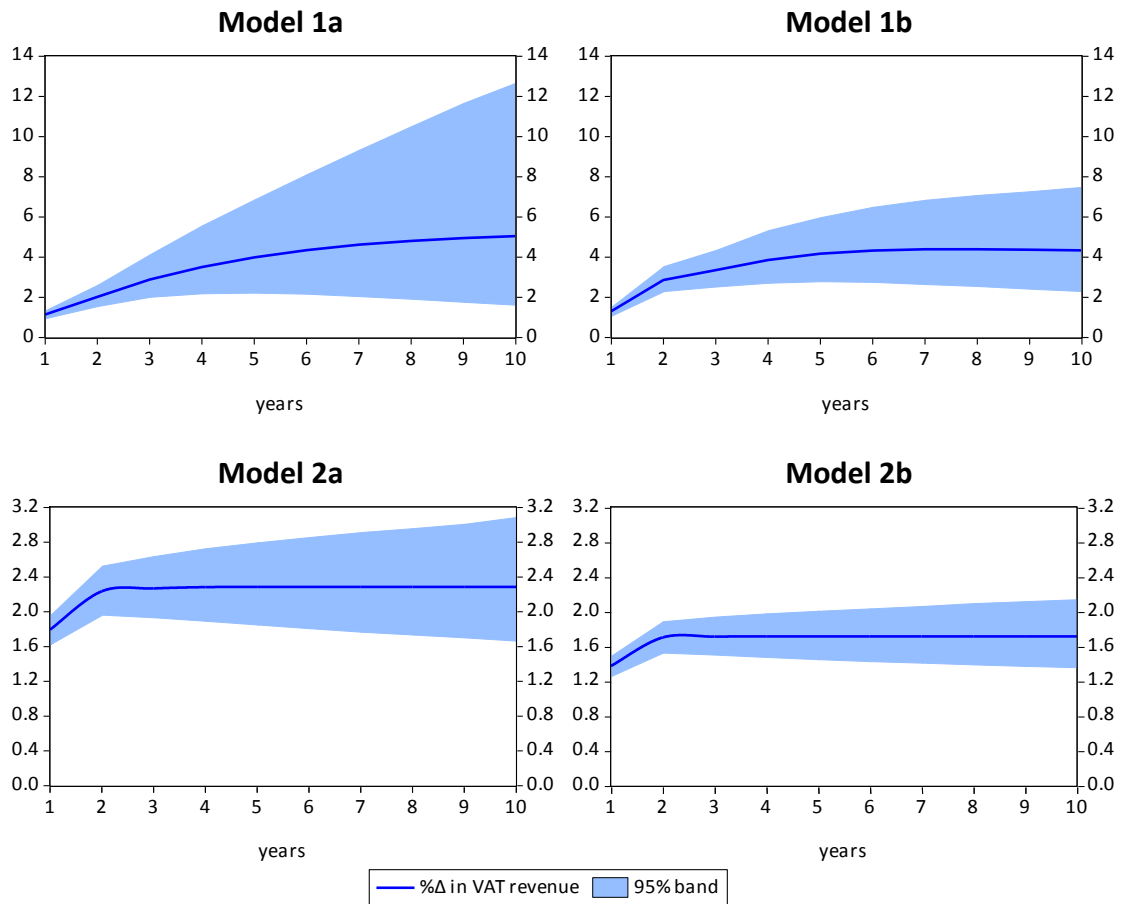 Model 1a
14 14
12 12
10 10
8 8
6 6
4 4
2 2
0 0
1 2 3 4 5 6 7 8 9 10
years
Model 1b
14 14
12 12
10 10
8 8
6 6
4 4
2 2
0 0
1 2 3 4 5 6 7 8 9 10
years
Model 2a
3.2 3.2
2.8 2.8
2.4 2.4
2.0 2.0
1.6 1.6
1.2 1.2
0.8 0.8
0.4 0.4
0.0 0.0
1 2 3 4 5 6 7 8 9 10
years
Model 2b
3.2 3.2
2.8 2.8
2.4 2.4
2.0 2.0
1.6 1.6
1.2 1.2
0.8 0.8
0.4 0.4
0.0 0.0
1 2 3 4 5 6 7 8 9 10
years
%Δ in VAT revenue 95% band